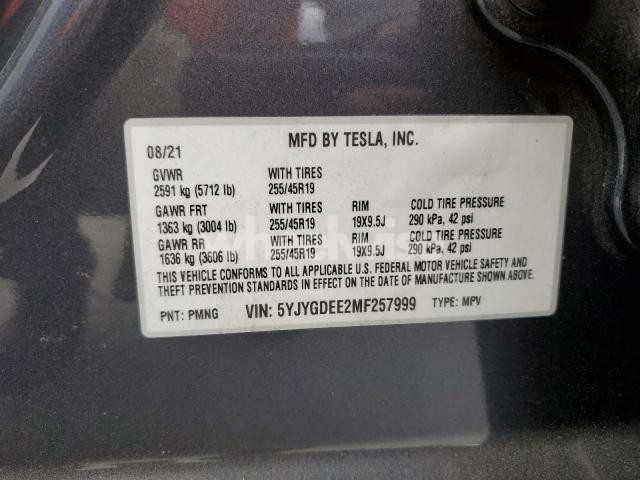 MFD BY TESLA, INC.
08/21
GVWR WITH TIRES
2591 kg (5712 lb) 255/45R19
GAWR FRT WITH TIRES RIM COLD TIRE PRESSURE
1363 kg (3004 lb) 255/45R19 19X9.5J 290 kPa, 42 psi
GAWR RR WITH TIRES RIM COLD TIRE PRESSURE
1636 kg (3606 lb) 255/45R19 19X9.5J 290 kPa, 42 psi
THIS VEHICLE CONFORMS TO ALL APPLICABLE U.S. FEDERAL MOTOR VEHICLE SAFETY AND
THEFT PREVENTION STANDARDS IN EFFECT ON THE DATE OF MANUFACTURE SHOWN ABOVE.
PNT: PMNG VIN: 5YJYGDEE2MF257999 TYPE: MPV